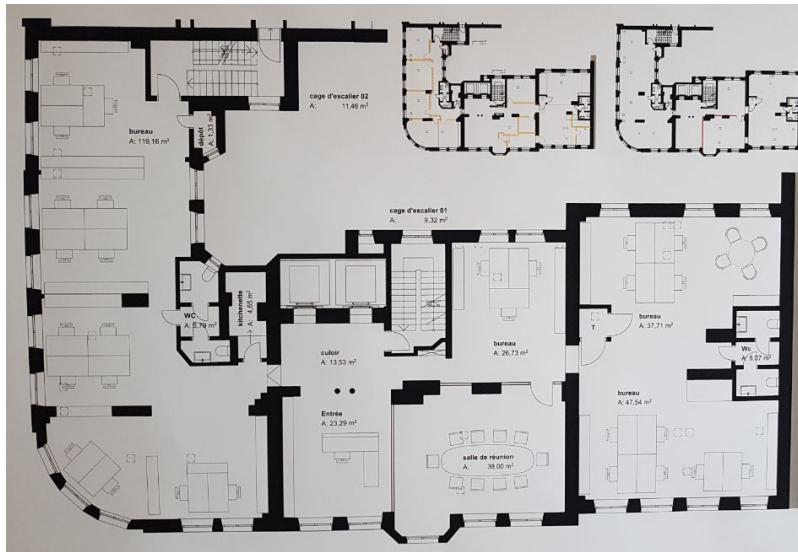 cage d'escalier 02
A: 11,46 m²
bureau
A: 119,16 m²
dépôt
A: 1,33 m²
cage d'escalier 01
A: 9,32 m²
WC
A: 5,79 m²
kitchenette
A: 4,65 m²
culoir
A: 13,53 m²
Entrée
A: 23,29 m²
bureau
A: 26,73 m²
salle de réunion
A: 38,00 m²
T
bureau
A: 37,71 m²
Wc
A: 6,07 m²
bureau
A: 47,54 m²